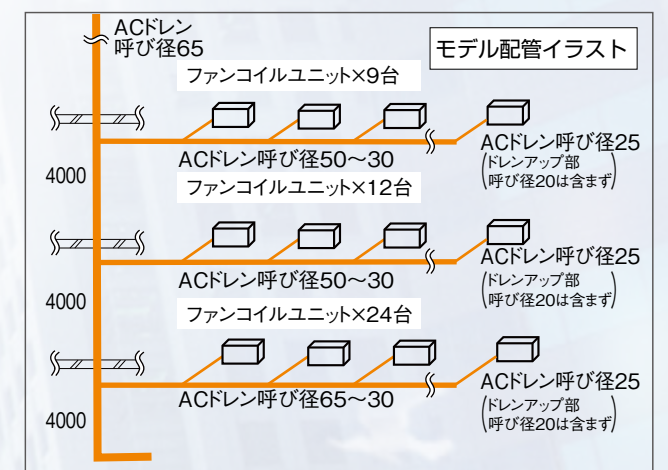 ACドレン
呼び径65
モデル配管イラスト
ファンコイルユニット×9台
ACドレン呼び径50～30
ACドレン呼び径25
(ドレンアップ部
呼び径20は含まず)
4000
ファンコイルユニット×12台
ACドレン呼び径50～30
ACドレン呼び径25
(ドレンアップ部
呼び径20は含まず)
4000
ファンコイルユニット×24台
ACドレン呼び径65～30
ACドレン呼び径25
(ドレンアップ部
呼び径20は含まず)
4000